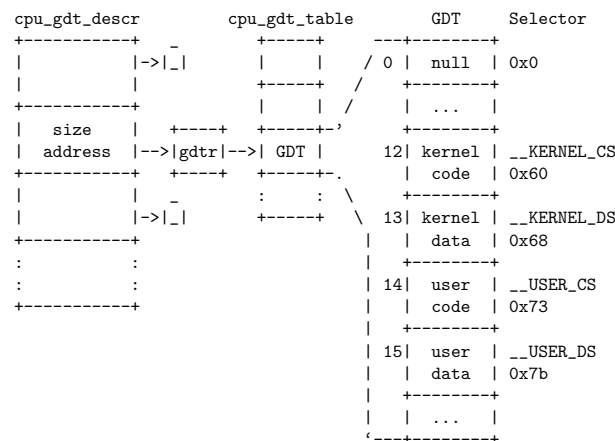 cpu_gdt_descr cpu_gdt_table GDT Selector
0 null 0x0
...
size 
address gdtr GDT 12 kernel __KERNEL_CS
code 0x60
13 kernel __KERNEL_DS
data 0x68
: : 14 user __USER_CS
: : code 0x73
15 user __USER_DS
data 0x7b
...